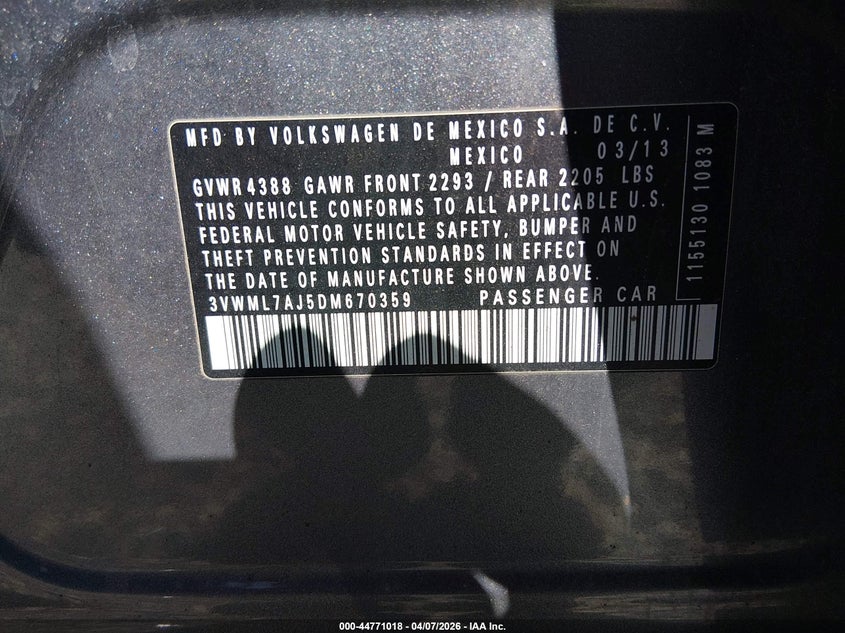 MFD BY VOLKSWAGEN DE MEXICO S.A. DE C.V.
MEXICO 03/13
GVWR 4388 GAWR FRONT 2293 / REAR 2205 LBS
THIS VEHICLE CONFORMS TO ALL APPLICABLE U.S.
FEDERAL MOTOR VEHICLE SAFETY, BUMPER AND
THEFT PREVENTION STANDARDS IN EFFECT ON
THE DATE OF MANUFACTURE SHOWN ABOVE.
3VWML7AJ5DM670359 PASSENGER CAR
1155130 1083 M
000-44771018 - 04/07/2026 - IAA Inc.